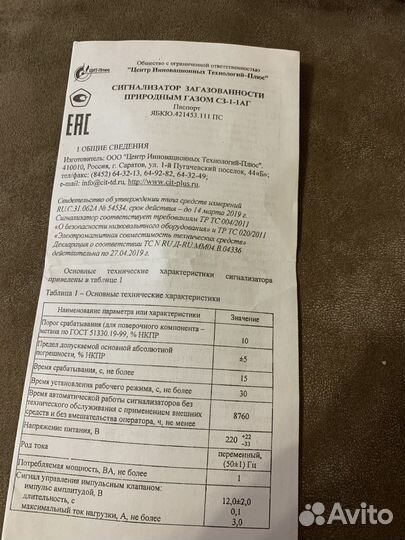 Общество с ограниченной ответственностью
"Центр Инновационных Технологий-Плюс"
ЦИТ-Плюс
СИГНАЛИЗАТОР ЗАГАЗОВАННОСТИ
ПРИРОДНЫМ ГАЗОМ СЗ-1-1АГ
Паспорт
ЯБКЮ.421453.111 ПС
ЕАС
1 ОБЩИЕ СВЕДЕНИЯ
Изготовитель: ООО "Центр Инновационных Технологий-Плюс".
410010, Россия, г. Саратов, ул. 1-й Пугачевский поселок, 44«Б»;
тел/факс: (8452) 64-32-13, 64-92-82, 64-32-49;
e-mail: info@cit-td.ru, http://www.cit-plus.ru.
Свидетельство об утверждении типа средств измерений
RU.C.31.062A № 54534, срок действия – до 14 марта 2019 г.
Сигнализатор соответствует требованиям ТР ТС 004/2011
«О безопасности низковольтного оборудования» и ТР ТС 020/2011
«Электромагнитная совместимость технических средств»
Декларация о соответствии ТС N RU Д-RU.ММ04.В.04336
действительна по 27.04.2019 г.
Основные технические характеристики сигнализатора
приведены в таблице 1
Таблица 1 – Основные технические характеристики
Наименование параметра или характеристики Значение
Порог срабатывания (для поверочного компонента –
метана по ГОСТ 51330.19-99, % НКПР 10
Предел допускаемой основной абсолютной
погрешности, % НКПР ±5
Время срабатывания, с, не более 15
Время установления рабочего режима, с, не более 30
Время автоматической работы сигнализаторов без
технического обслуживания с применением внешних
средств и без вмешательства оператора, ч, не менее 8760
Напряжение питания, В 220 +22 −33
Род тока переменный,
(50±1) Гц
Потребляемая мощность, ВА, не более 1
Сигнал управления импульсным клапаном:
импульс амплитудой, В 12,0±2,0
длительность, с 0,1
максимальный ток нагрузки, А, не более 3,0
Avito